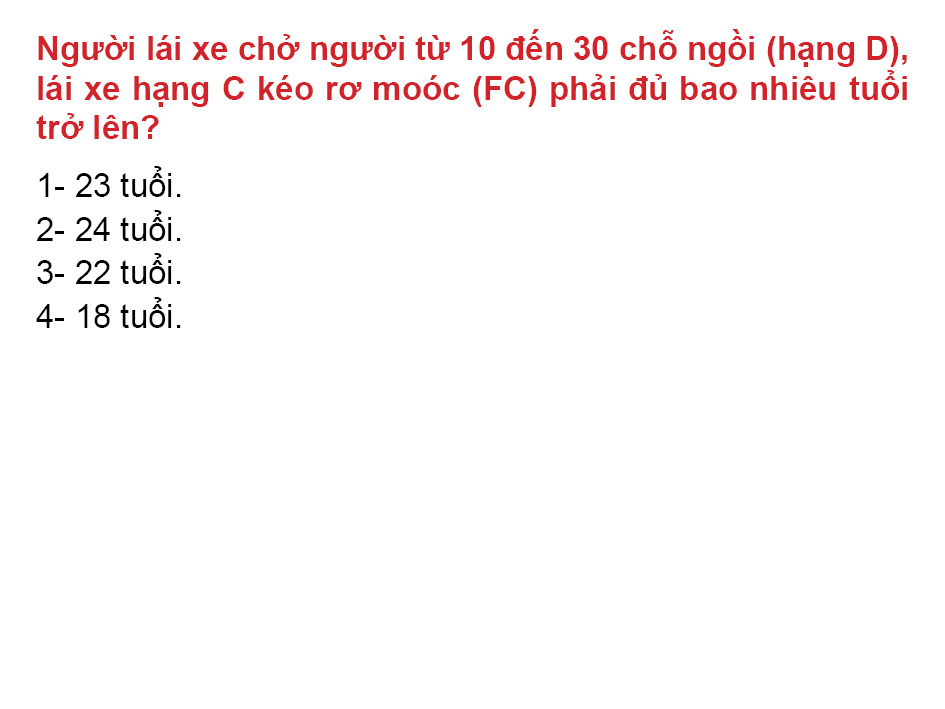 Người lái xe chở người từ 10 đến 30 chỗ ngồi (hạng D),
lái xe hạng C kéo rơ moóc (FC) phải đủ bao nhiêu tuổi
trở lên?
1- 23 tuổi.
2- 24 tuổi.
3- 22 tuổi.
4- 18 tuổi.